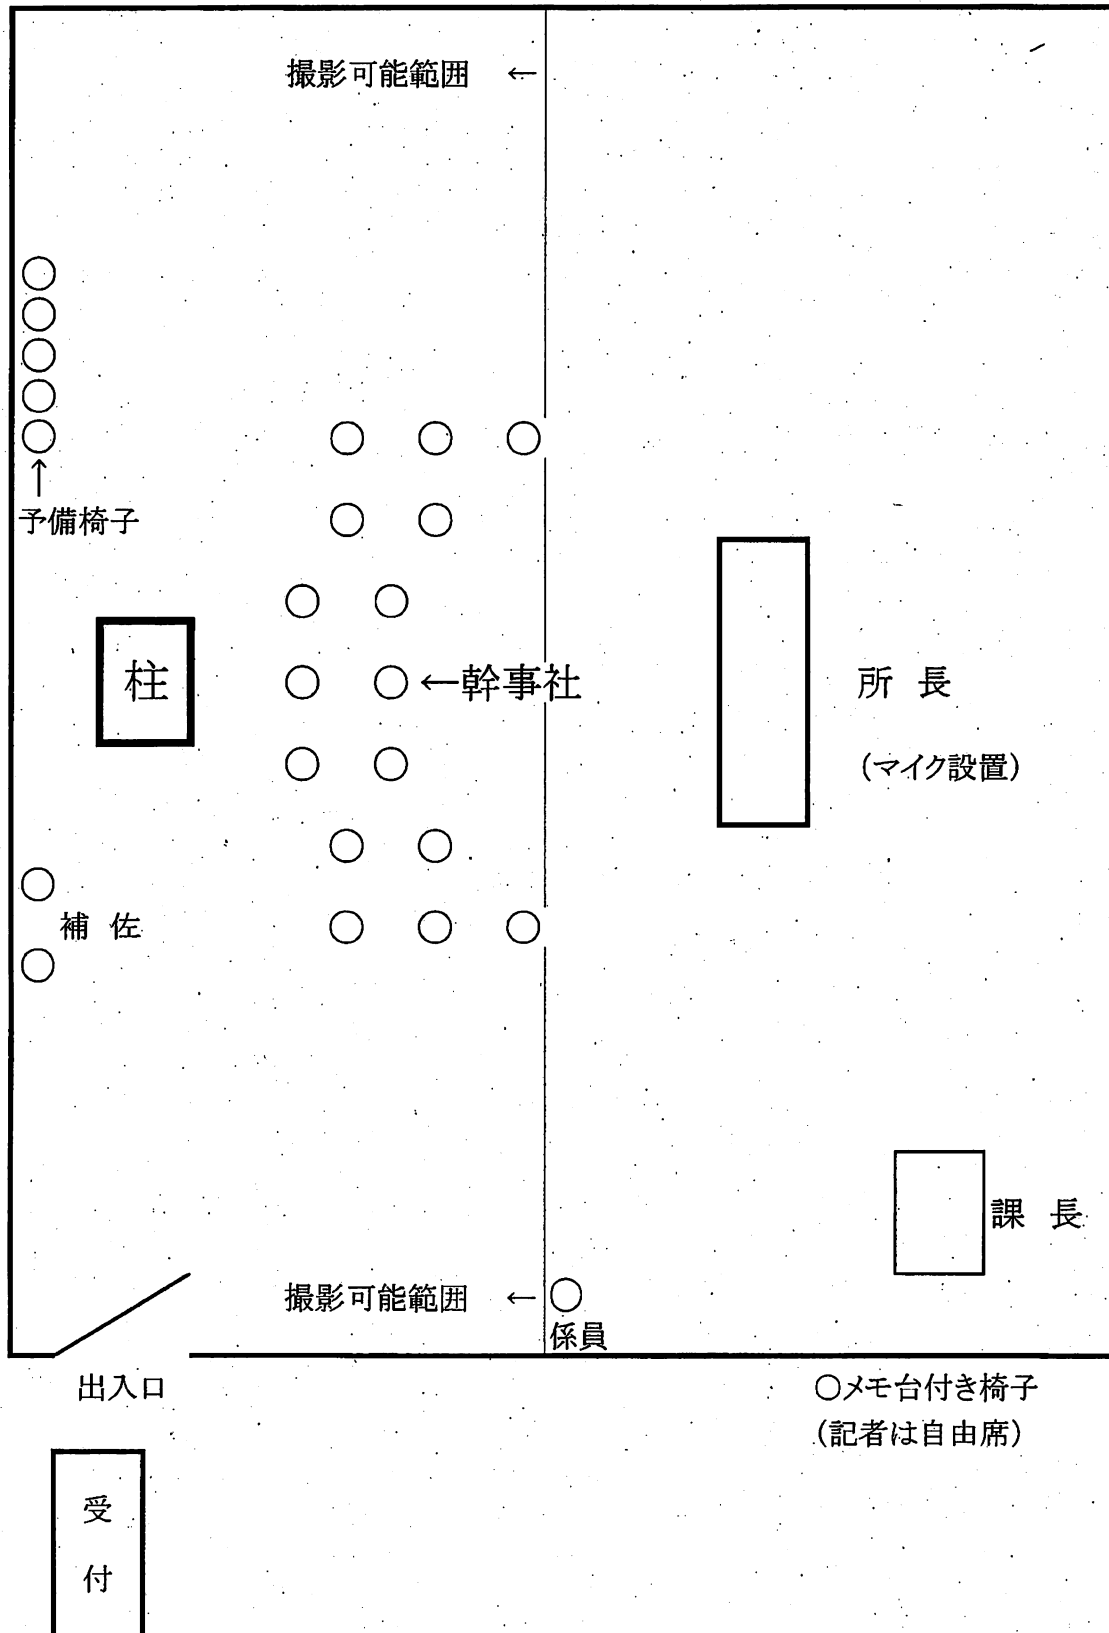 撮影可能範囲 ←
予備椅子
柱
←幹事社
所 長
(マイク設置)
補 佐
課 長
撮影可能範囲 ←
係員
出入口
○メモ台付き椅子
(記者は自由席)
受
付